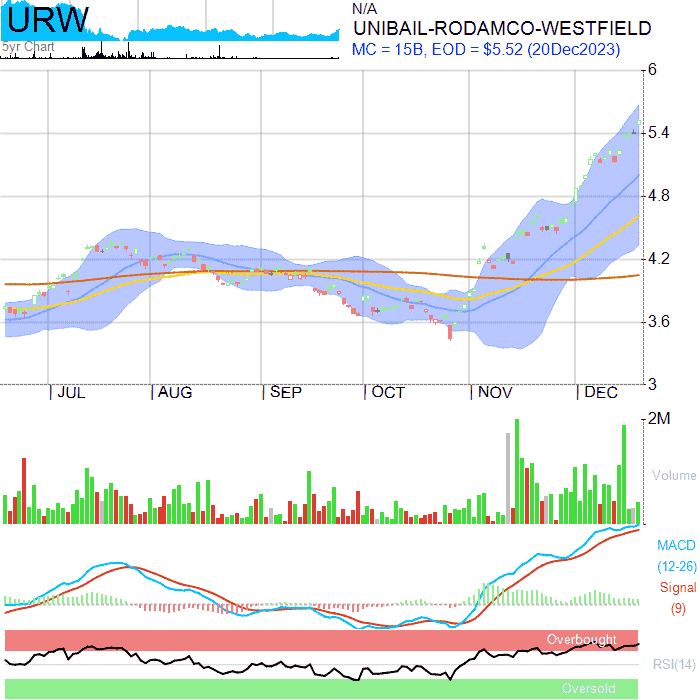 URW
5yr Chart
N/A
UNIBAIL-RODAMCO-WESTFIELD
MC = 15B, EOD = $5.52 (20Dec2023)
6
5.4
4.8
4.2
3.6
3
JUL AUG SEP OCT NOV DEC
2M
Volume
MACD
(12-26)
Signal
(9)
Overbought
RSI(14)
Oversold